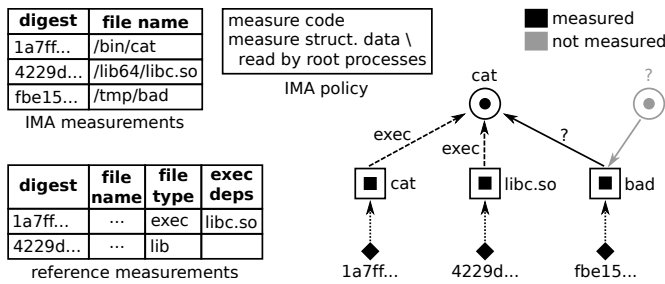 digest file name
1a7ff... /bin/cat
4229d... /lib64/libc.so
fbe15... /tmp/bad
IMA measurements
measure code
measure struct. data \
read by root processes
IMA policy
measured
not measured
digest file name file type exec deps
1a7ff... ... exec libc.so
4229d... ... lib
reference measurements
cat
?
exec
exec
?
cat
libc.so
bad
1a7ff...
4229d...
fbe15...